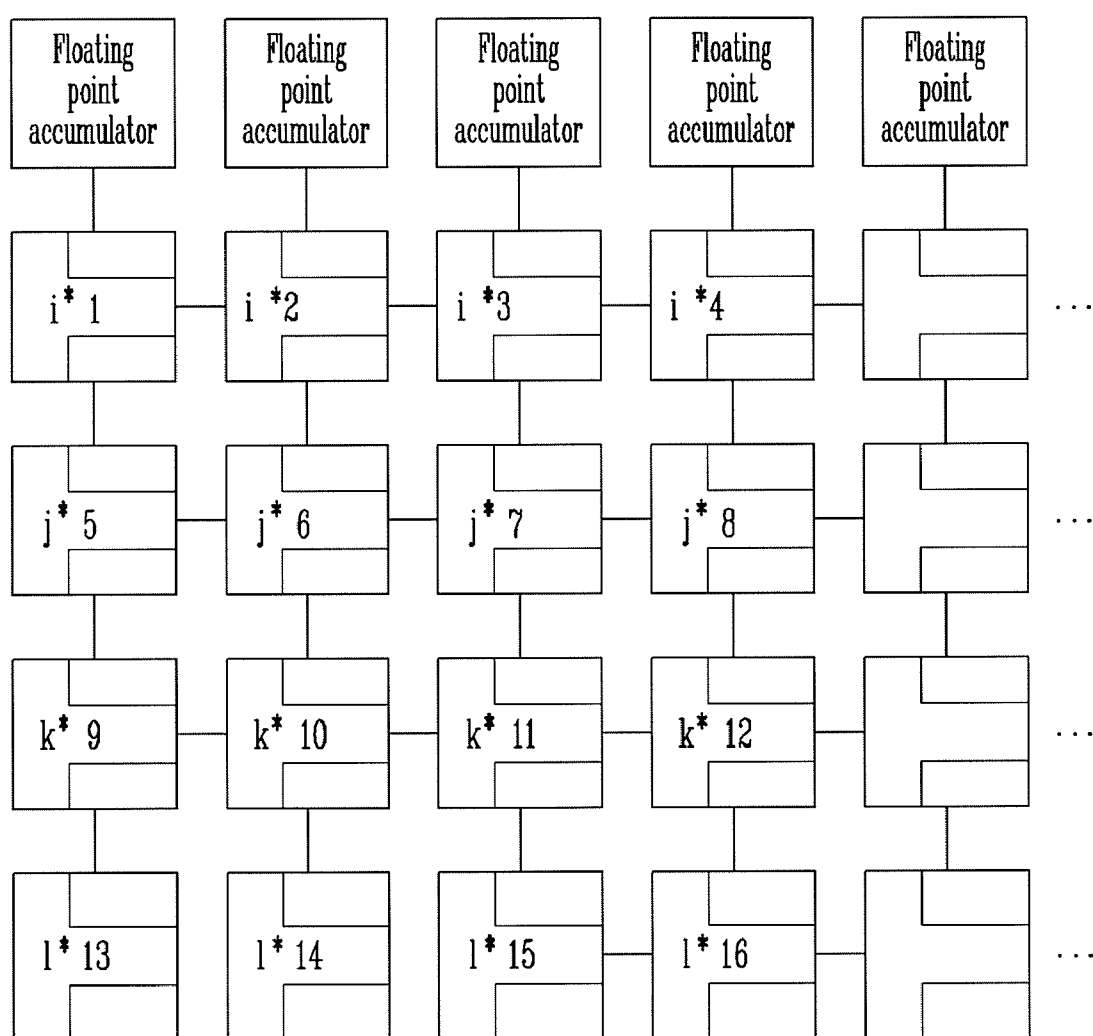 Floating
point
accumulator
Floating
point
accumulator
Floating
point
accumulator
Floating
point
accumulator
Floating
point
accumulator
i* 1
i *2
i *3
i *4
...
j* 5
j* 6
j* 7
j* 8
...
k* 9
k* 10
k* 11
k* 12
...
l* 13
l* 14
l* 15
l* 16
...